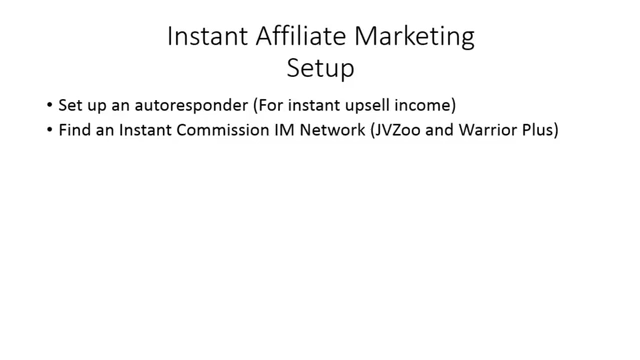 Instant Affiliate Marketing
Setup
• Set up an autoresponder (For instant upsell income)
• Find an Instant Commission IM Network (JVZoo and Warrior Plus)